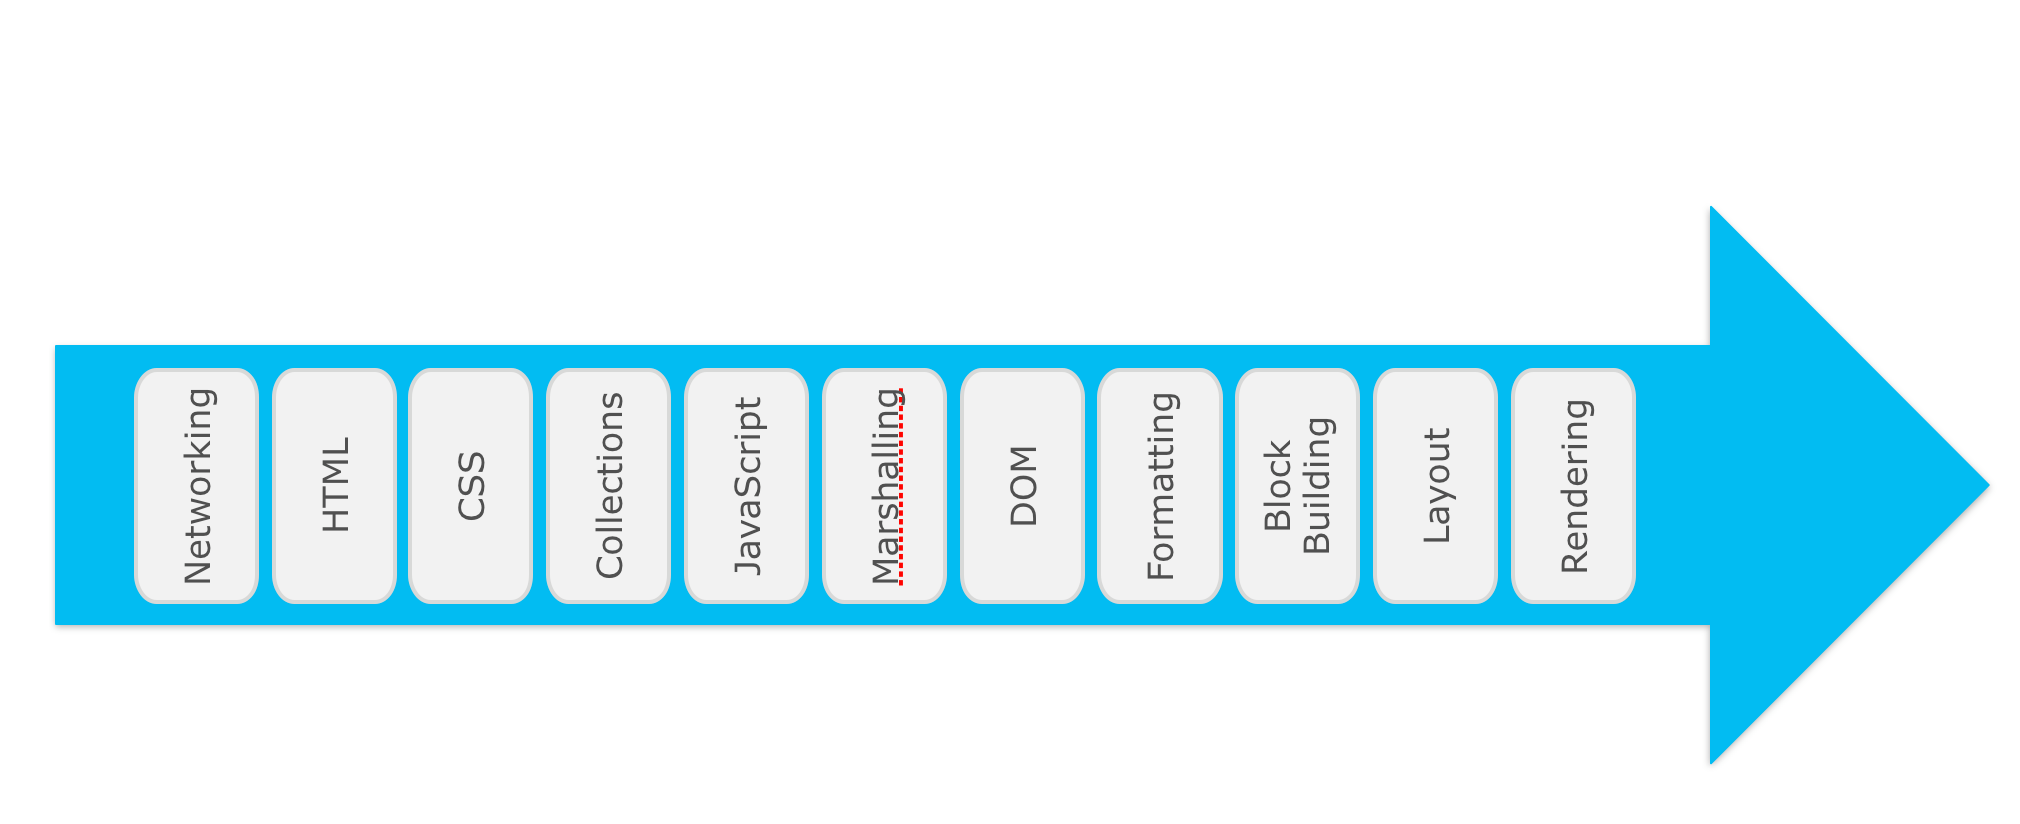 Networking
HTML
CSS
Collections
JavaScript
Marshalling
DOM
Formatting
Block
Building
Layout
Rendering